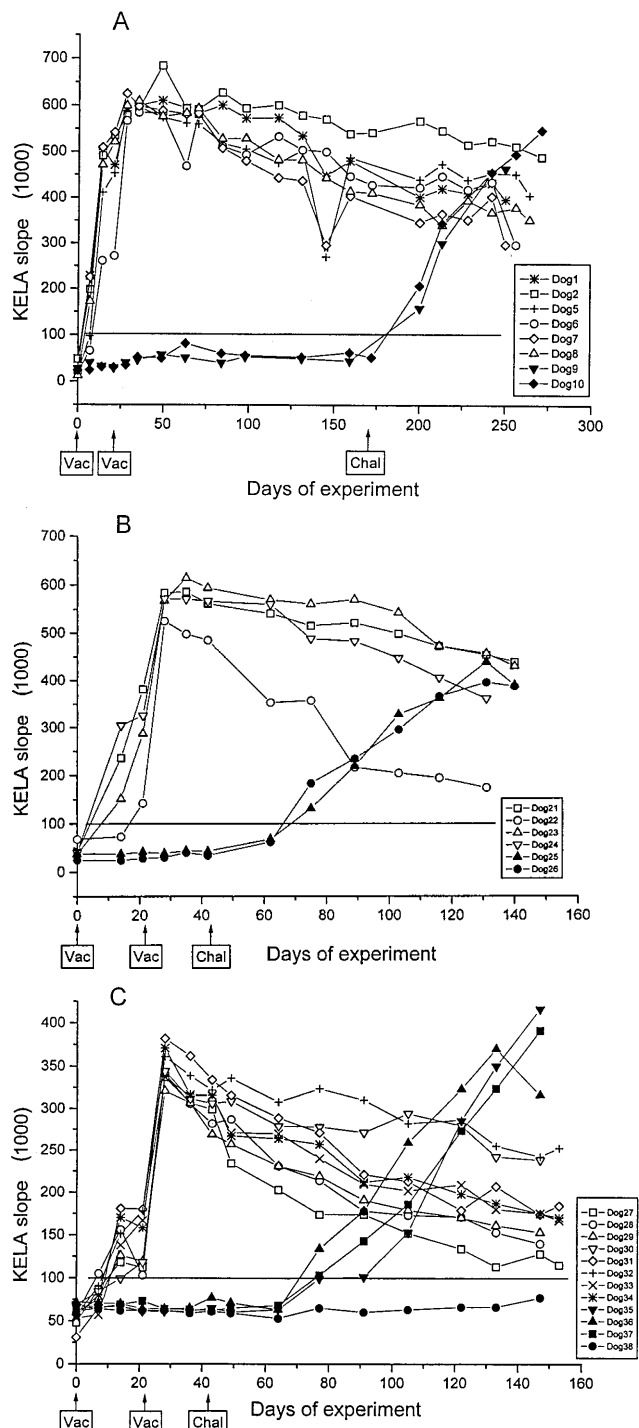 A
KELA slope (1000)
700
600
500
400
300
200
100
0
0 50 100 150 200 250 300
Dog1
Dog2
Dog5
Dog6
Dog7
Dog8
Dog9
Dog10
Vac Vac Chal
Days of experiment
B
KELA slope (1000)
700
600
500
400
300
200
100
0
0 20 40 60 80 100 120 140 160
Dog21
Dog22
Dog23
Dog24
Dog25
Dog26
Vac Vac Chal
Days of experiment
C
KELA slope (1000)
400
350
300
250
200
150
100
50
0
0 20 40 60 80 100 120 140 160
Dog27
Dog28
Dog29
Dog30
Dog31
Dog32
Dog33
Dog34
Dog35
Dog36
Dog37
Dog38
Vac Vac Chal
Days of experiment